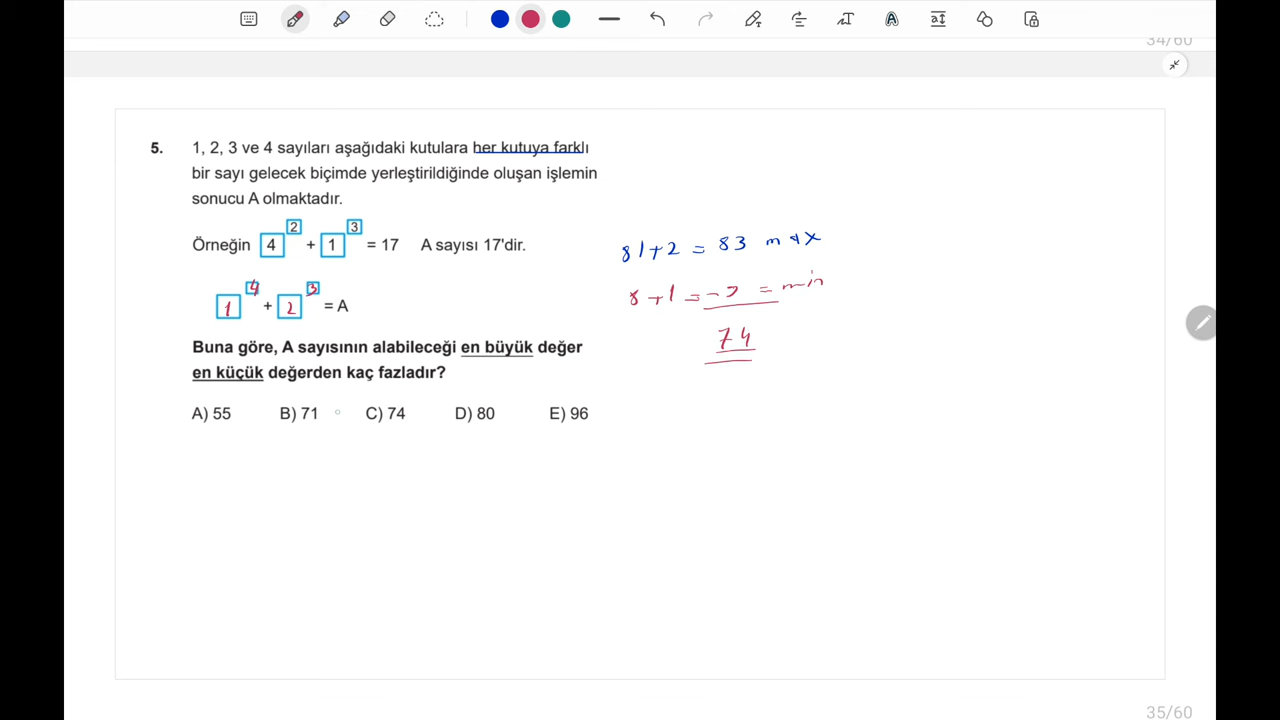 34/60
5. 1, 2, 3 ve 4 sayıları aşağıdaki kutulara her kutuya farklı
bir sayı gelecek biçimde yerleştirildiğinde oluşan işlemin
sonucu A olmaktadır.
Örneğin 4^2 + 1^3 = 17 A sayısı 17'dir.
1^4 + 2^3 = A
Buna göre, A sayısının alabileceği en büyük değer
en küçük değerden kaç fazladır?
A) 55 B) 71 C) 74 D) 80 E) 96
81+2 = 83 max
8+1 = -9 = min
74
35/60